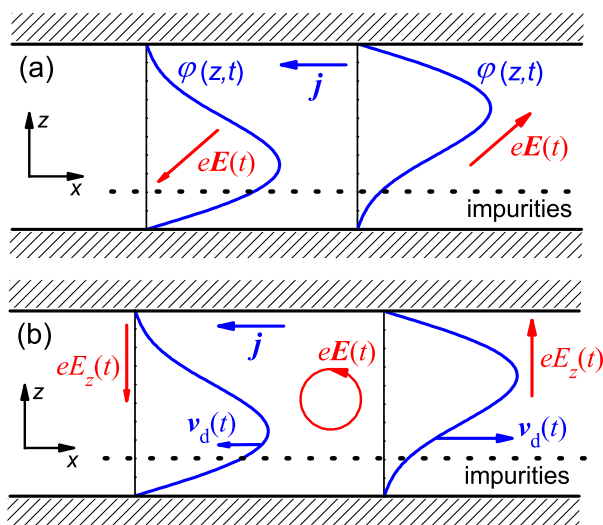 (a)
φ(z,t)
j
φ(z,t)
z
eE(t)
eE(t)
x
impurities
(b)
j
eE(t)
eE_z(t)
eE_z(t)
z
v_d(t)
v_d(t)
x
impurities